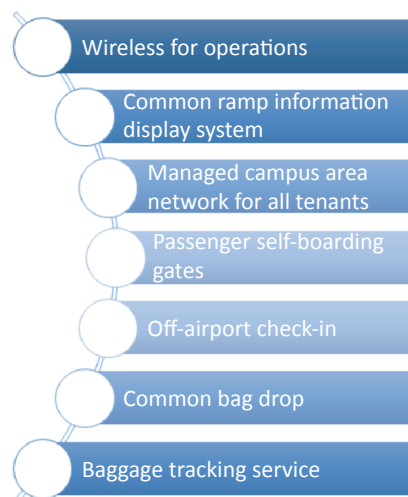 Wireless for operations
Common ramp information
display system
Managed campus area
network for all tenants
Passenger self-boarding
gates
Off-airport check-in
Common bag drop
Baggage tracking service